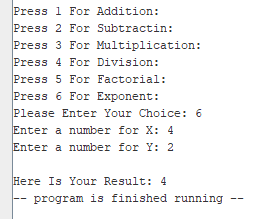 Press 1 For Addition:
Press 2 For Subtractin:
Press 3 For Multiplication:
Press 4 For Division:
Press 5 For Factorial:
Press 6 For Exponent:
Please Enter Your Choice: 6
Enter a number for X: 4
Enter a number for Y: 2
Here Is Your Result: 4
-- program is finished running --